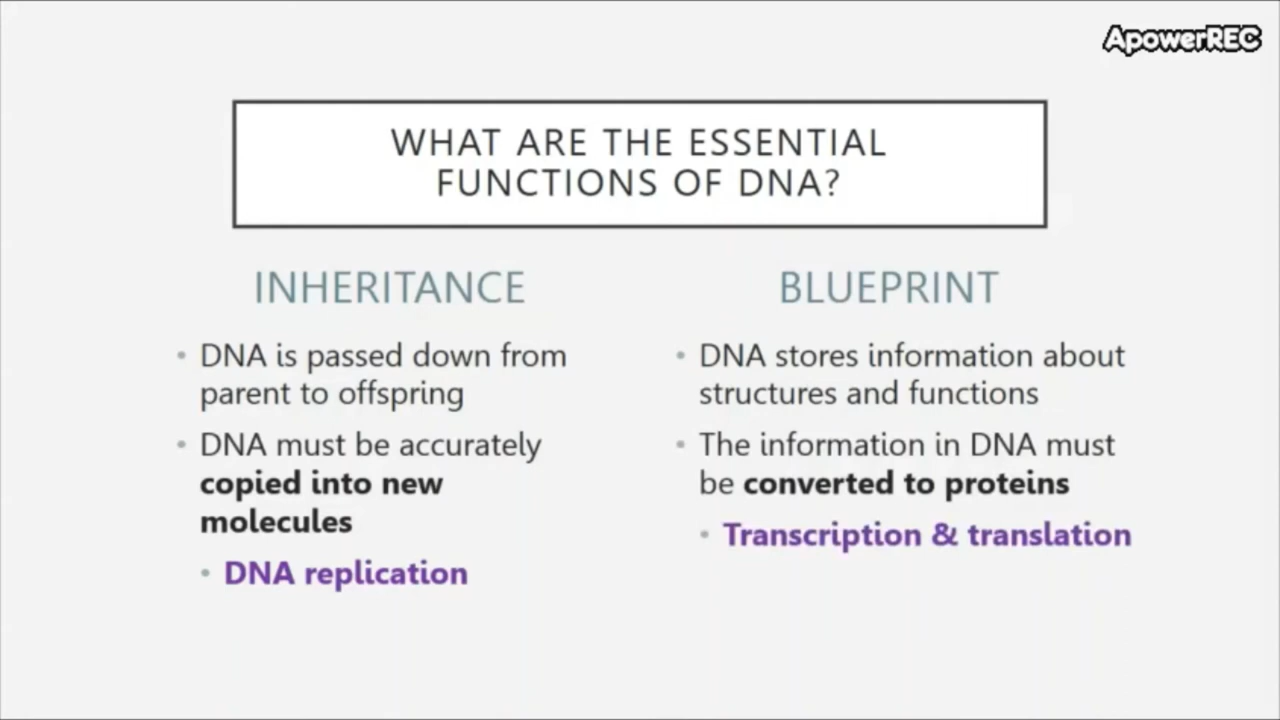 ApowerREC
WHAT ARE THE ESSENTIAL
FUNCTIONS OF DNA?
INHERITANCE
• DNA is passed down from
parent to offspring
• DNA must be accurately
copied into new
molecules
• DNA replication
BLUEPRINT
• DNA stores information about
structures and functions
• The information in DNA must
be converted to proteins
• Transcription & translation